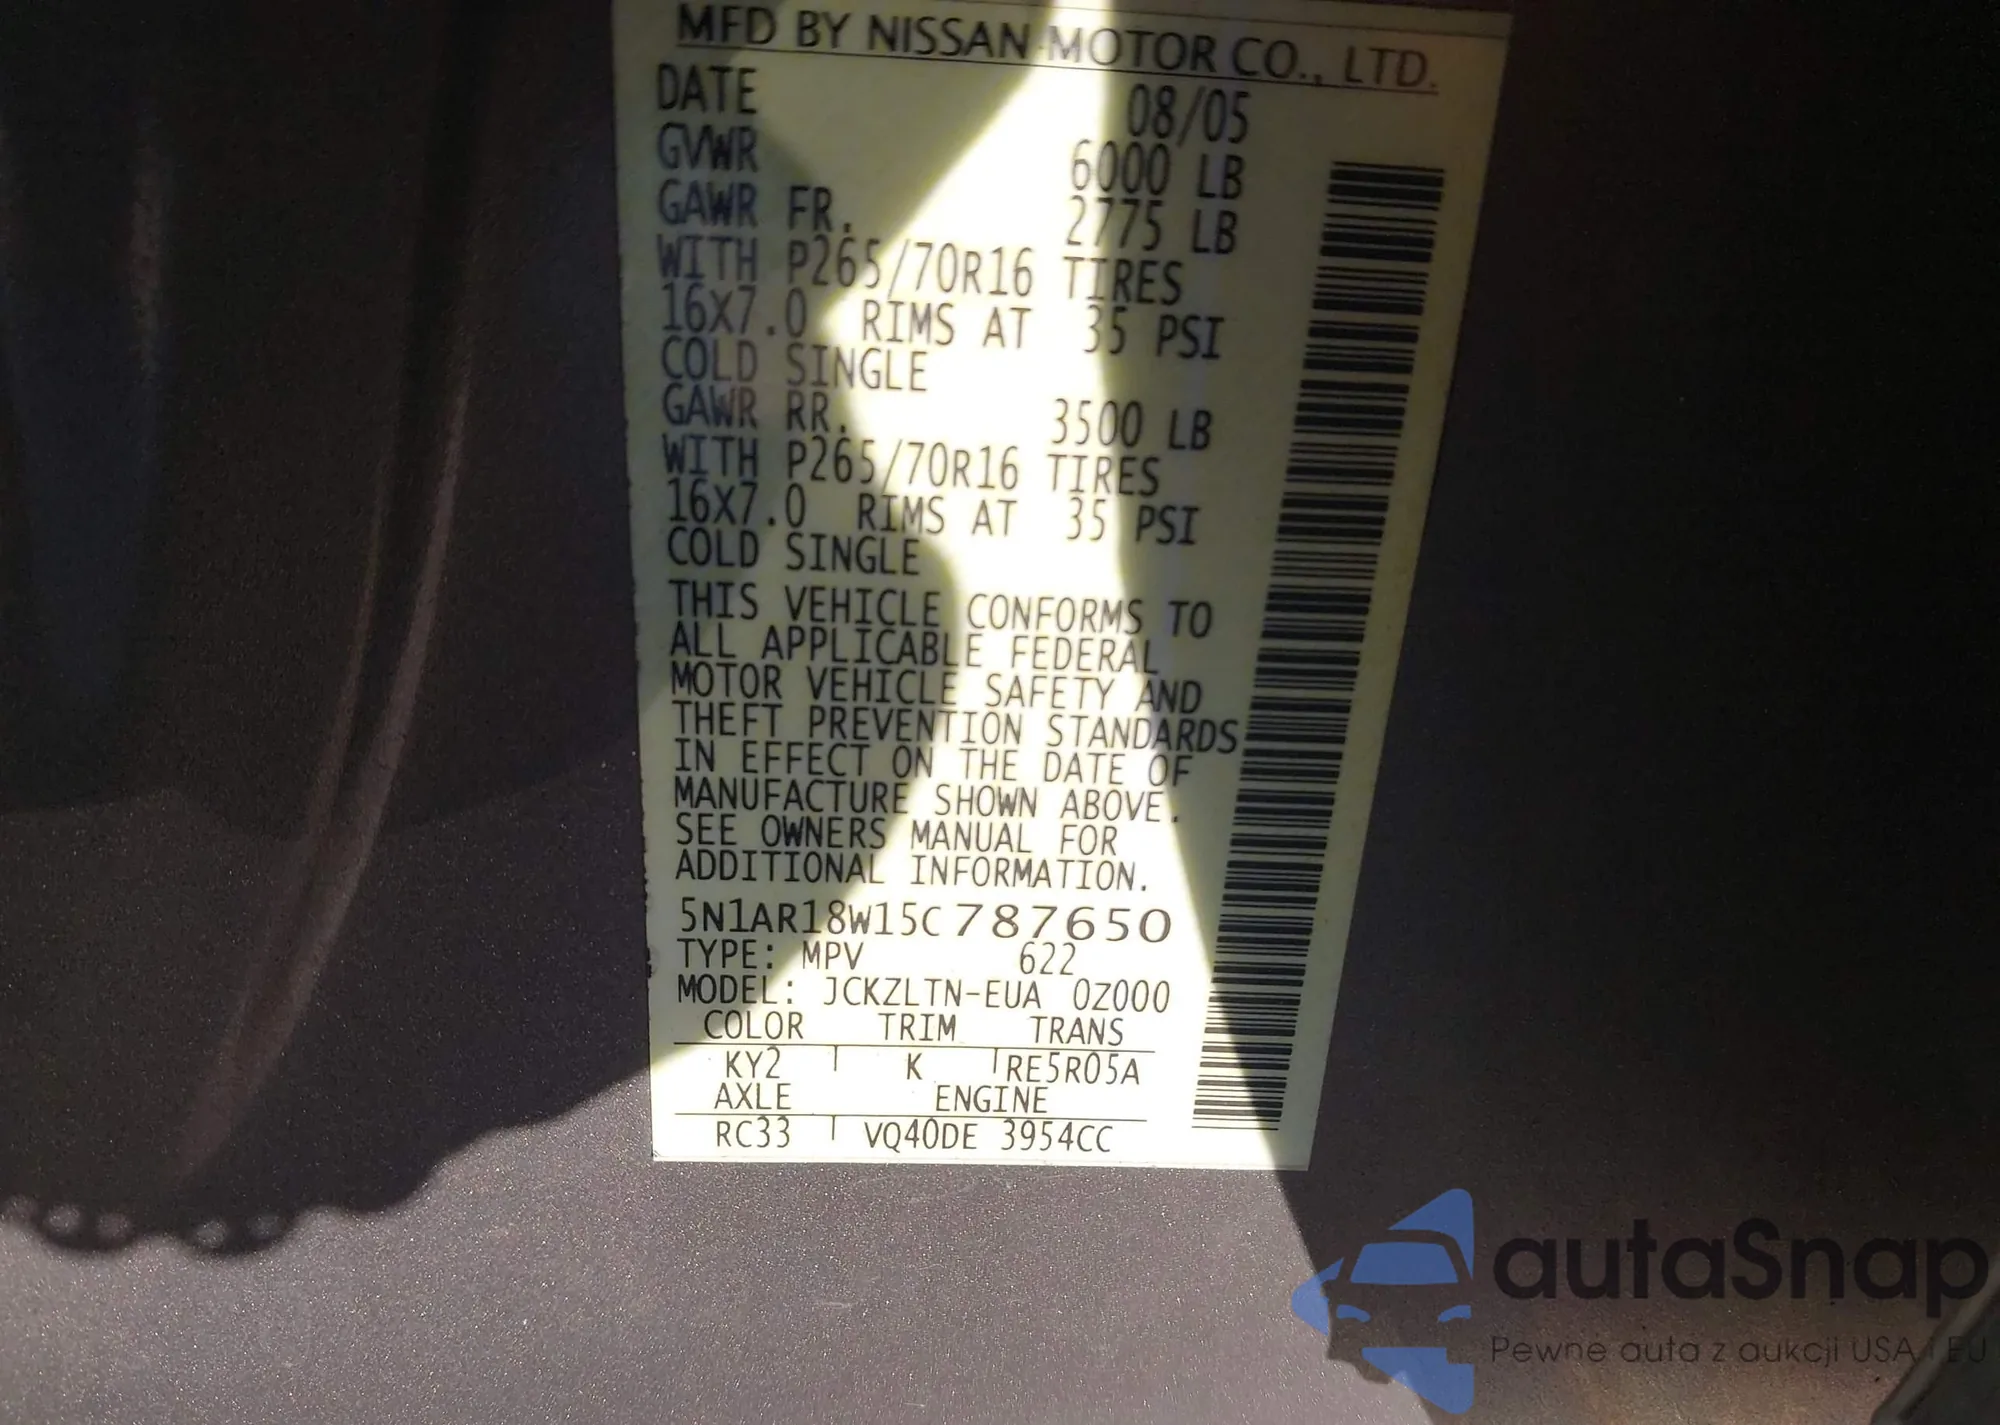 MFD BY NISSAN MOTOR CO., LTD.
DATE 08/05
GVWR 6000 LB
GAWR FR. 2775 LB
WITH P265/70R16 TIRES
16X7.0 RIMS AT 35 PSI
COLD SINGLE
GAWR RR. 3500 LB
WITH P265/70R16 TIRES
16X7.0 RIMS AT 35 PSI
COLD SINGLE
THIS VEHICLE CONFORMS TO
ALL APPLICABLE FEDERAL
MOTOR VEHICLE SAFETY AND
THEFT PREVENTION STANDARDS
IN EFFECT ON THE DATE OF
MANUFACTURE SHOWN ABOVE.
SEE OWNERS MANUAL FOR
ADDITIONAL INFORMATION.
5N1AR18W15C787650
TYPE: MPV 622
MODEL: JCKZLTN-EUA 0Z000
COLOR TRIM TRANS
KY2 K RE5R05A
AXLE ENGINE
RC33 VQ40DE 3954CC
autaSnap
Pewne auta z aukcji USA i EU